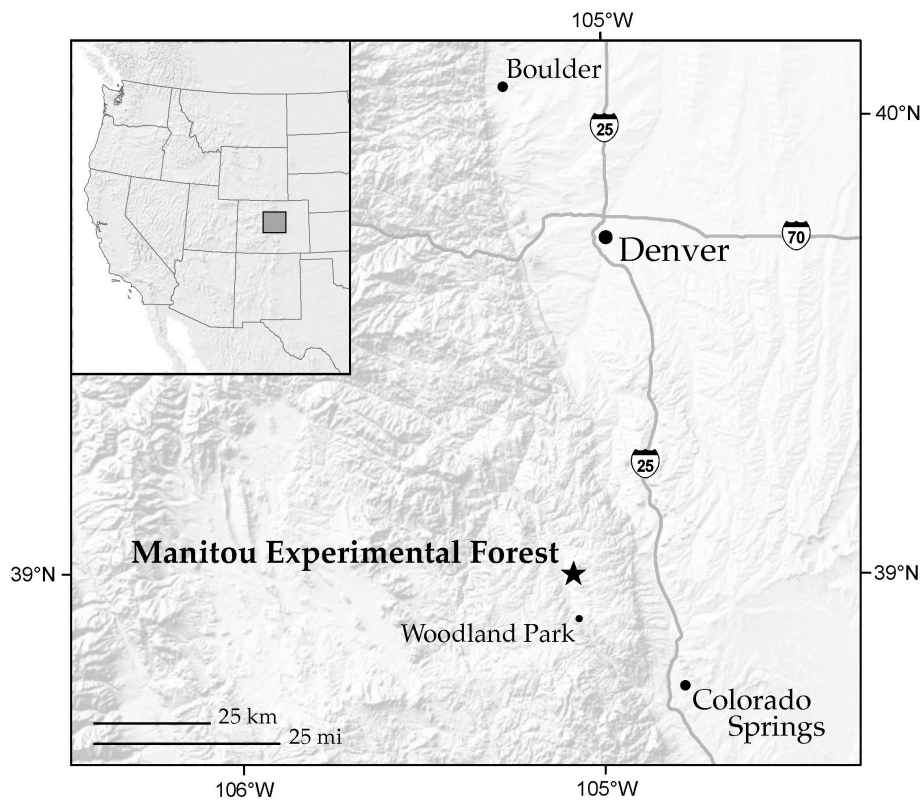 105°W
Boulder
25
40°N
70
Denver
25
Manitou Experimental Forest
39°N
39°N
Woodland Park
Colorado
Springs
25 km
25 mi
106°W
105°W